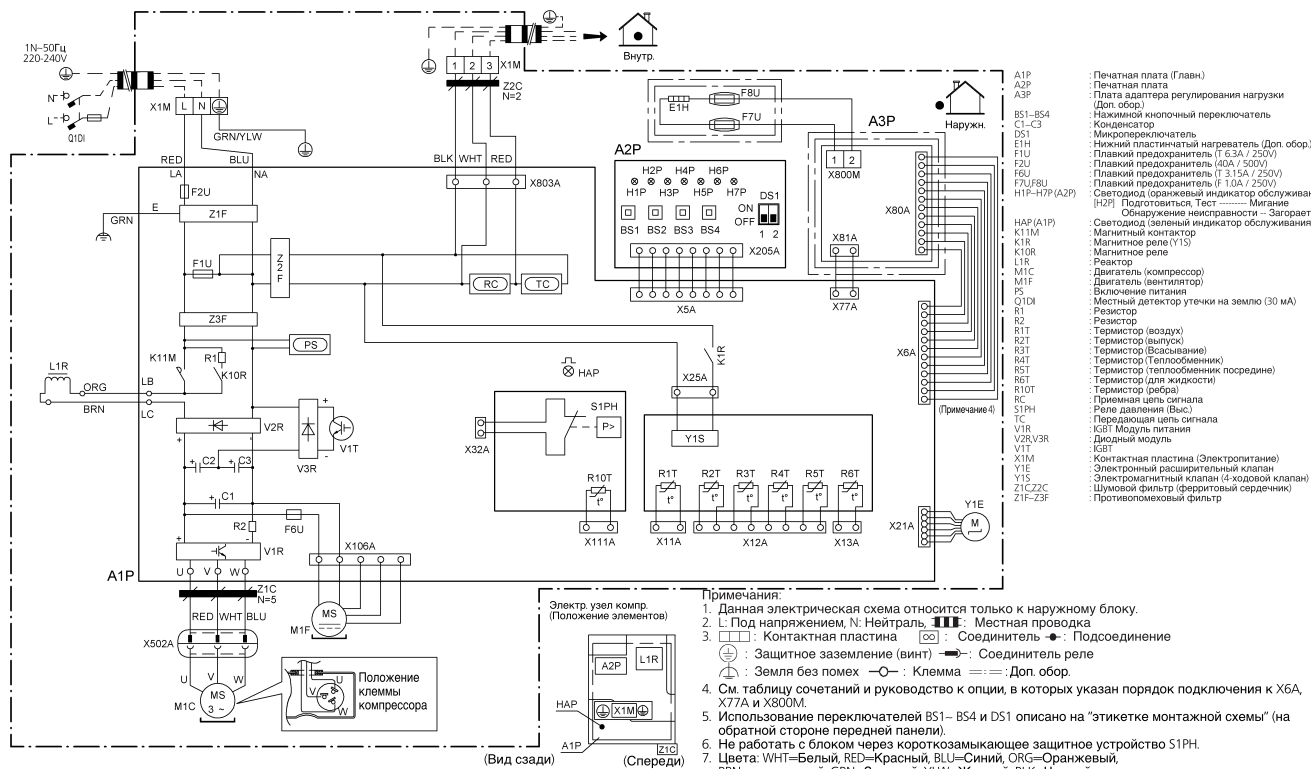 1N~50Гц
220-240V
N
L
Q1DI
X1M
L
N
GRN/YLW
RED
LA
BLU
NA
F2U
E
GRN
Z1F
F1U
Z2F
Z3F
PS
K11M
R1
K10R
L1R
ORG
BRN
LB
LC
V2R
V3R
V1T
C2
C3
C1
R2
F6U
V1R
U
V
W
A1P
Z1C
N=5
RED
WHT
BLU
X502A
U
V
W
MS
3 ~
M1C
X106A
MS
M1F
U
V
W
Положение
клеммы
компрессора
Внутр.
1
2
3
X1M
Z2C
N=2
BLK
WHT
RED
X803A
RC
TC
A2P
H2P H4P H6P
H1P H3P H5P H7P
DS1
ON
OFF
1 2
BS1 BS2 BS3 BS4
X205A
X5A
E1H
F8U
F7U
A3P
1
2
X800M
X80A
X81A
X77A
X6A
(Примечание 4)
Наружн.
HAP
K1R
X25A
Y1S
X32A
S1PH
P>
R10T
t°
X111A
R1T
t°
X11A
R2T
t°
R3T
t°
R4T
t°
R5T
t°
X12A
R6T
t°
X13A
X21A
Y1E
M
Электр. узел компр.
(Положение элементов)
A2P
L1R
HAP
X1M
A1P
Z1C
(Вид сзади)
(Спереди)
A1P : Печатная плата (Главн.)
A2P : Печатная плата
A3P : Плата адаптера регулирования нагрузки
(Доп. обор.)
BS1~BS4 : Нажимной кнопочный переключатель
C1~C3 : Конденсатор
DS1 : Микропереключатель
E1H : Нижний пластинчатый нагреватель (Доп. обор.)
F1U : Плавкий предохранитель (T 6.3A / 250V)
F2U : Плавкий предохранитель (40A / 500V)
F6U : Плавкий предохранитель (T 3.15A / 250V)
F7U,F8U : Плавкий предохранитель (F 1.0A / 250V)
H1P~H7P (A2P) : Светодиод (оранжевый индикатор обслуживан
[H2P] Подготовиться, Тест --------- Мигание
Обнаружение неисправности -- Загорает
HAP (A1P) : Светодиод (зеленый индикатор обслуживания
K11M : Магнитный контактор
K1R : Магнитное реле (Y1S)
K10R : Магнитное реле
L1R : Реактор
M1C : Двигатель (компрессор)
M1F : Двигатель (вентилятор)
PS : Включение питания
Q1DI : Местный детектор утечки на землю (30 мА)
R1 : Резистор
R2 : Резистор
R1T : Термистор (воздух)
R2T : Термистор (выпуск)
R3T : Термистор (Всасывание)
R4T : Термистор (Теплообменник)
R5T : Термистор (теплообменник посредине)
R6T : Термистор (для жидкости)
R10T : Термистор (ребра)
RC : Приемная цепь сигнала
S1PH : Реле давления (Выс.)
TC : Передающая цепь сигнала
V1R : IGBT Модуль питания
V2R,V3R : Диодный модуль
V1T : IGBT
X1M : Контактная пластина (Электропитание)
Y1E : Электронный расширительный клапан
Y1S : Электромагнитный клапан (4-ходовой клапан)
Z1C,Z2C : Шумовой фильтр (ферритовый сердечник)
Z1F~Z3F : Противопомеховый фильтр
Примечания:
1. Данная электрическая схема относится только к наружному блоку.
2. L: Под напряжением, N: Нейтраль, : Местная проводка
3. : Контактная пластина : Соединитель : Подсоединение
: Защитное заземление (винт) : Соединитель реле
: Земля без помех : Клемма : Доп. обор.
4. См. таблицу сочетаний и руководство к опции, в которых указан порядок подключения к X6A,
X77A и X800M.
5. Использование переключателей BS1~ BS4 и DS1 описано на "этикетке монтажной схемы" (на
обратной стороне передней панели).
6. Не работать с блоком через короткозамыкающее защитное устройство S1PH.
7. Цвета: WHT=Белый, RED=Красный, BLU=Синий, ORG=Оранжевый,